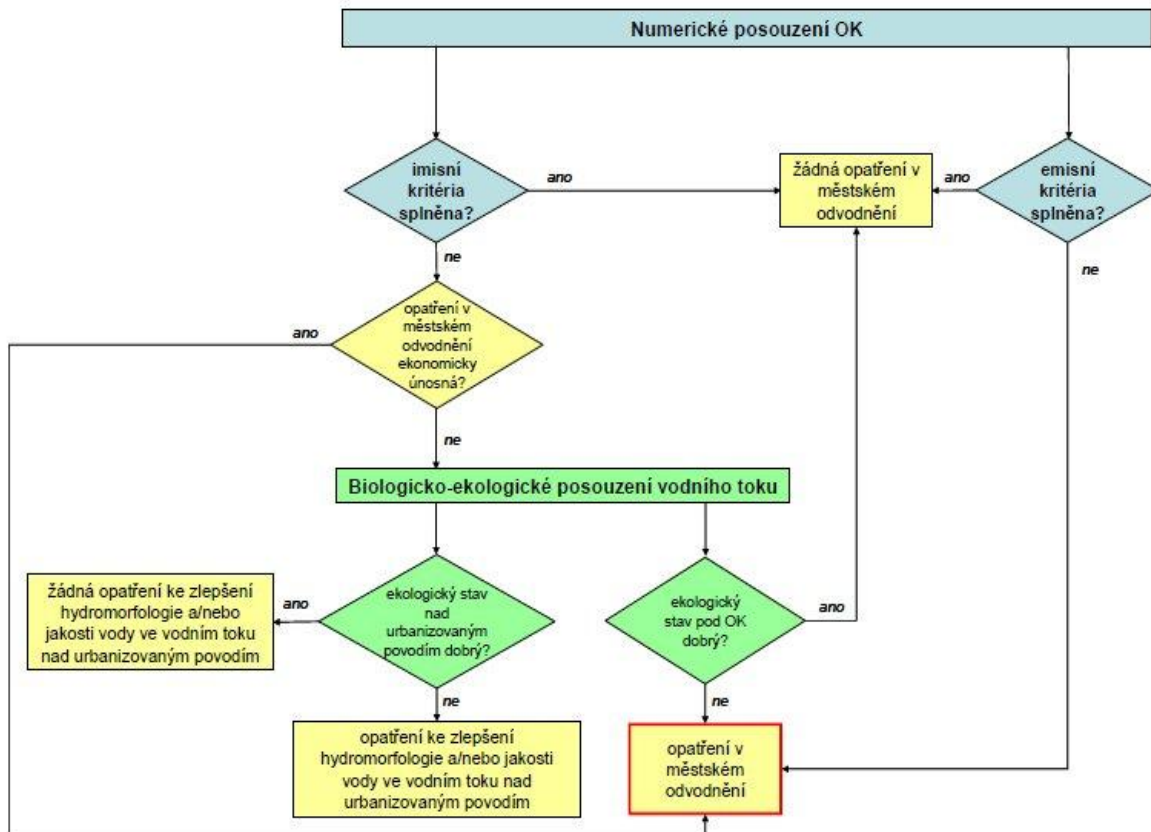 Numerické posouzení OK
imisní
kritéria
splněna?
ano
žádná opatření v
městském
odvodnění
ano
emisní
kritéria
splněna?
ne
ne
ano
opatření v
městském
odvodnění
ekonomicky
únosná?
ne
Biologicko-ekologické posouzení vodního toku
žádná opatření ke zlepšení
hydromorfologie a/nebo
jakosti vody ve vodním toku
nad urbanizovaným povodím
ano
ekologický stav
nad
urbanizovaným
povodím dobrý?
ekologický
stav pod OK
dobrý?
ano
ne
ne
opatření ke zlepšení
hydromorfologie a/nebo jakosti
vody ve vodním toku nad
urbanizovaným povodím
opatření v
městském
odvodnění